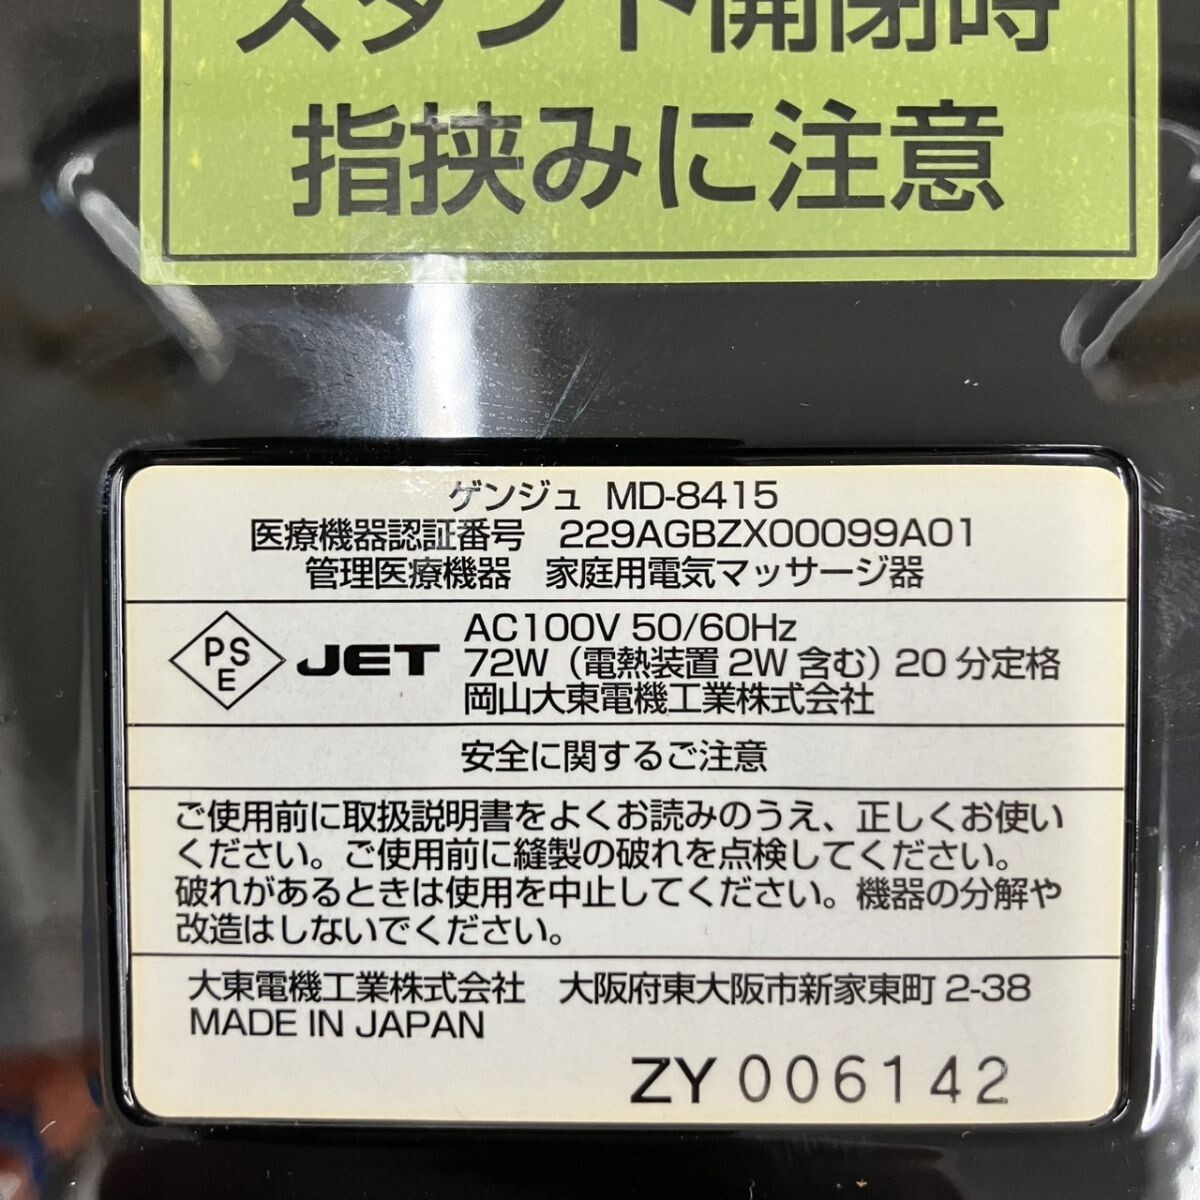 スタンド開閉時
指挟みに注意
ゲンジュ MD-8415
医療機器認証番号 229AGBZX00099A01
管理医療機器 家庭用電気マッサージ器
PSE JET
AC100V 50/60Hz
72W（電熱装置 2W 含む）20 分定格
岡山大東電機工業株式会社
安全に関するご注意
ご使用前に取扱説明書をよくお読みのうえ、正しくお使い
ください。ご使用前に縫製の破れを点検してください。
破れがあるときは使用を中止してください。機器の分解や
改造はしないでください。
大東電機工業株式会社 大阪府東大阪市新家東町 2-38
MADE IN JAPAN
ZY 006142